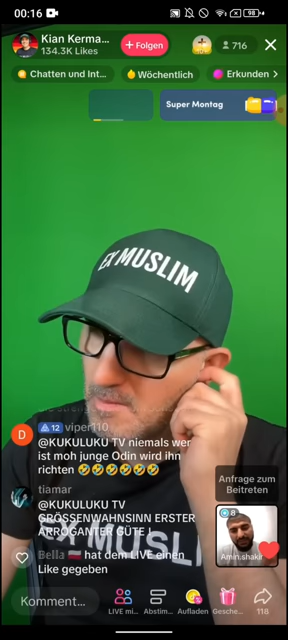 00:16
98
Kian Kerma...
134.3K Likes
+ Folgen
716
Chatten und Int...
Wöchentlich
Erkunden
Super Montag
EX MUSLIM
12 viper110
@KUKULUKU TV niemals wer
ist moh junge Odin wird ihn
richten 🤣🤣🤣🤣🤣🤣
tiamar
@KUKULUKU TV
GRÖSSENWAHNSINN ERSTER
ARROGANTER GÜTE !
Bella 🇷🇺 hat dem LIVE einen
Like gegeben
MUSLIM
D
Anfrage zum
Beitreten
8
Amin.shakir
Komment...
LIVE mi...
Abstim...
Aufladen
Gesche...
118